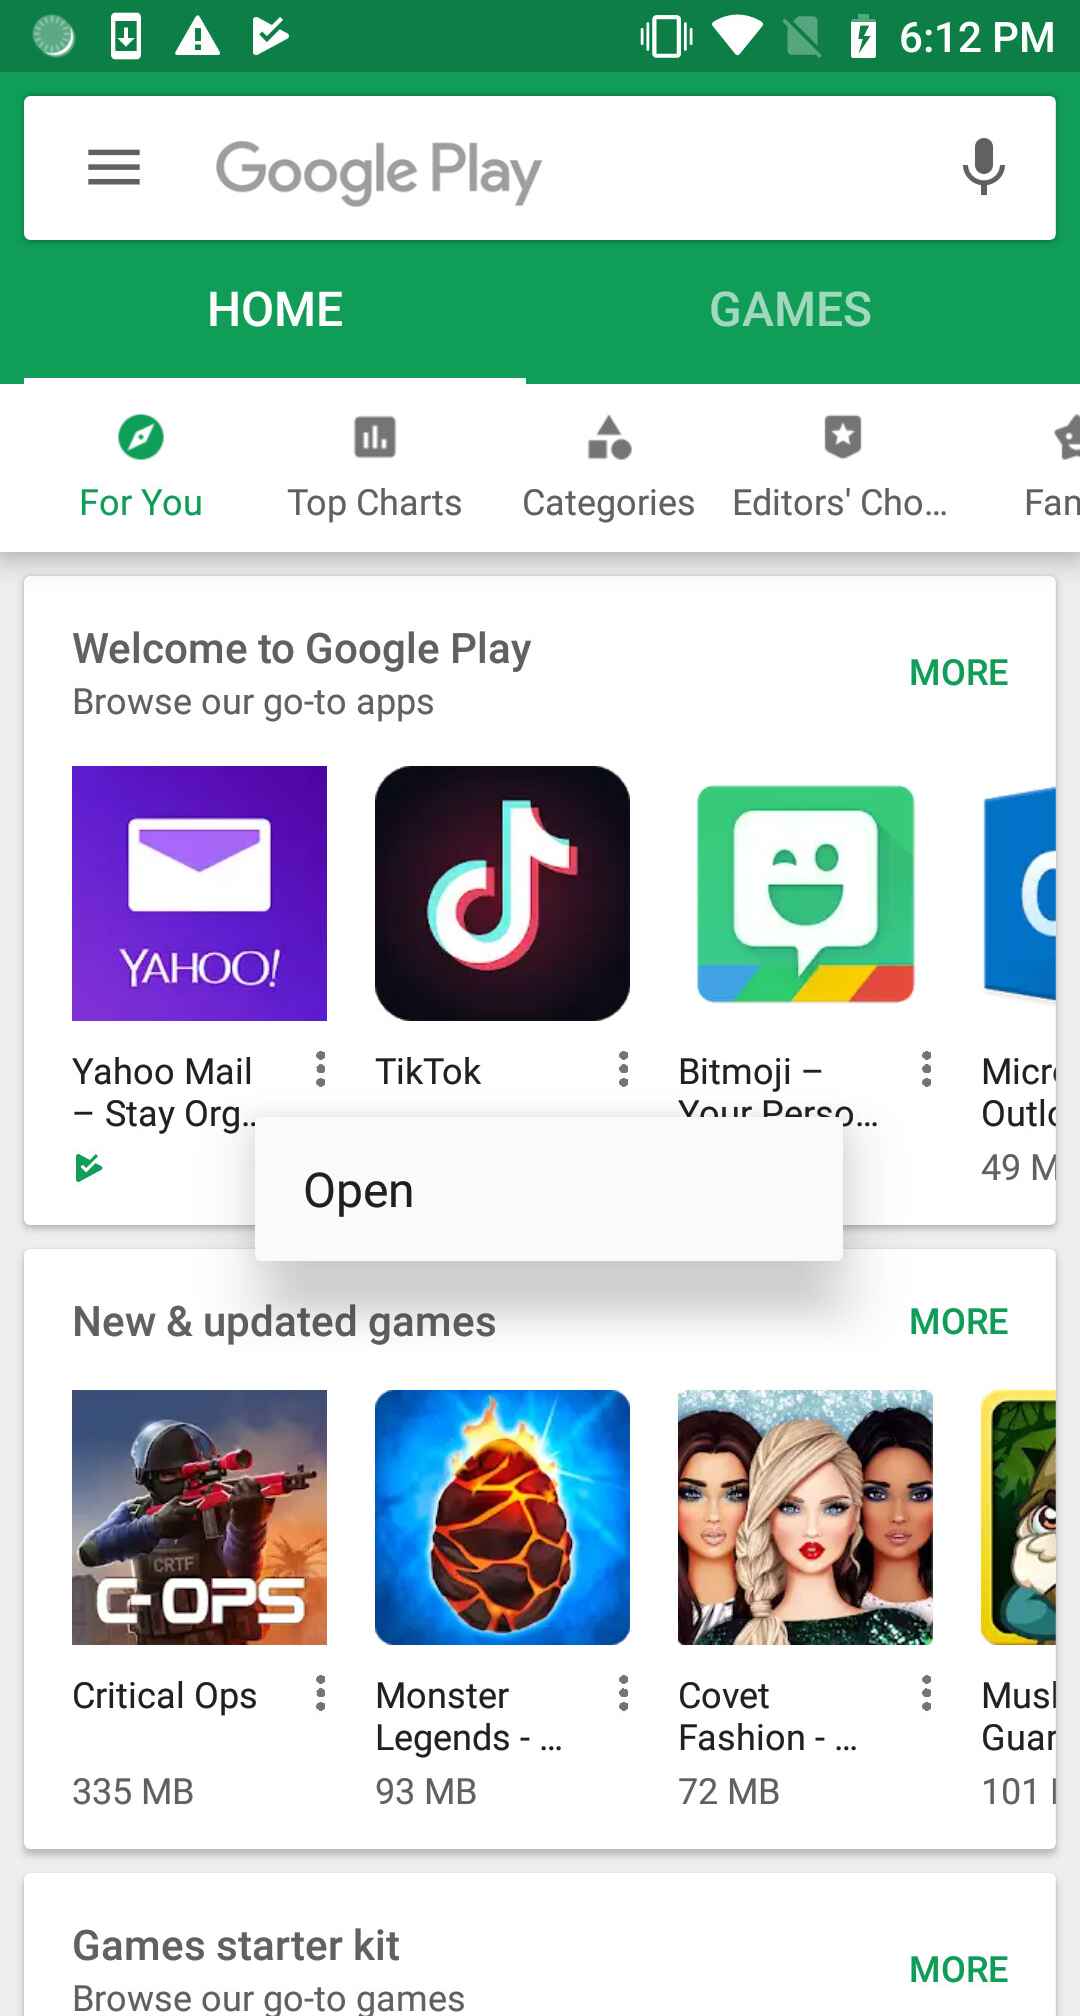 6:12 PM
Google Play
HOME
GAMES
For You
Top Charts
Categories
Editors' Cho...
Fan
Welcome to Google Play
Browse our go-to apps
MORE
YAHOO!
Yahoo Mail
– Stay Org...
TikTok
Bitmoji –
Your Perso...
Micr
Outlo
49 M
Open
New & updated games
MORE
CRTF
C-OPS
Critical Ops
335 MB
Monster
Legends - ...
93 MB
Covet
Fashion - ...
72 MB
Mus
Guar
101
Games starter kit
Browse our go-to games
MORE